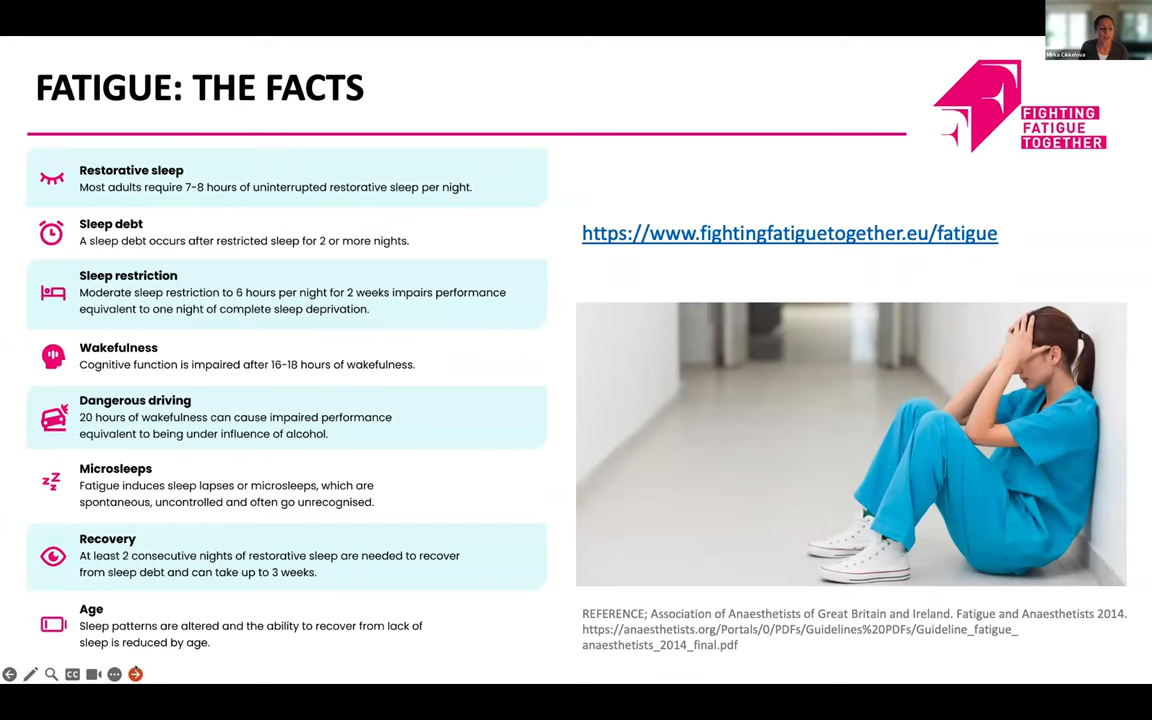 Mirka Cikkelova
FATIGUE: THE FACTS
FIGHTING
FATIGUE
TOGETHER
Restorative sleep
Most adults require 7-8 hours of uninterrupted restorative sleep per night.
Sleep debt
A sleep debt occurs after restricted sleep for 2 or more nights.
Sleep restriction
Moderate sleep restriction to 6 hours per night for 2 weeks impairs performance
equivalent to one night of complete sleep deprivation.
Wakefulness
Cognitive function is impaired after 16-18 hours of wakefulness.
Dangerous driving
20 hours of wakefulness can cause impaired performance
equivalent to being under influence of alcohol.
Microsleeps
Fatigue induces sleep lapses or microsleeps, which are
spontaneous, uncontrolled and often go unrecognised.
Recovery
At least 2 consecutive nights of restorative sleep are needed to recover
from sleep debt and can take up to 3 weeks.
Age
Sleep patterns are altered and the ability to recover from lack of
sleep is reduced by age.
https://www.fightingfatiguetogether.eu/fatigue
REFERENCE; Association of Anaesthetists of Great Britain and Ireland. Fatigue and Anaesthetists 2014.
https://anaesthetists.org/Portals/0/PDFs/Guidelines%20PDFs/Guideline_fatigue_
anaesthetists_2014_final.pdf
CC